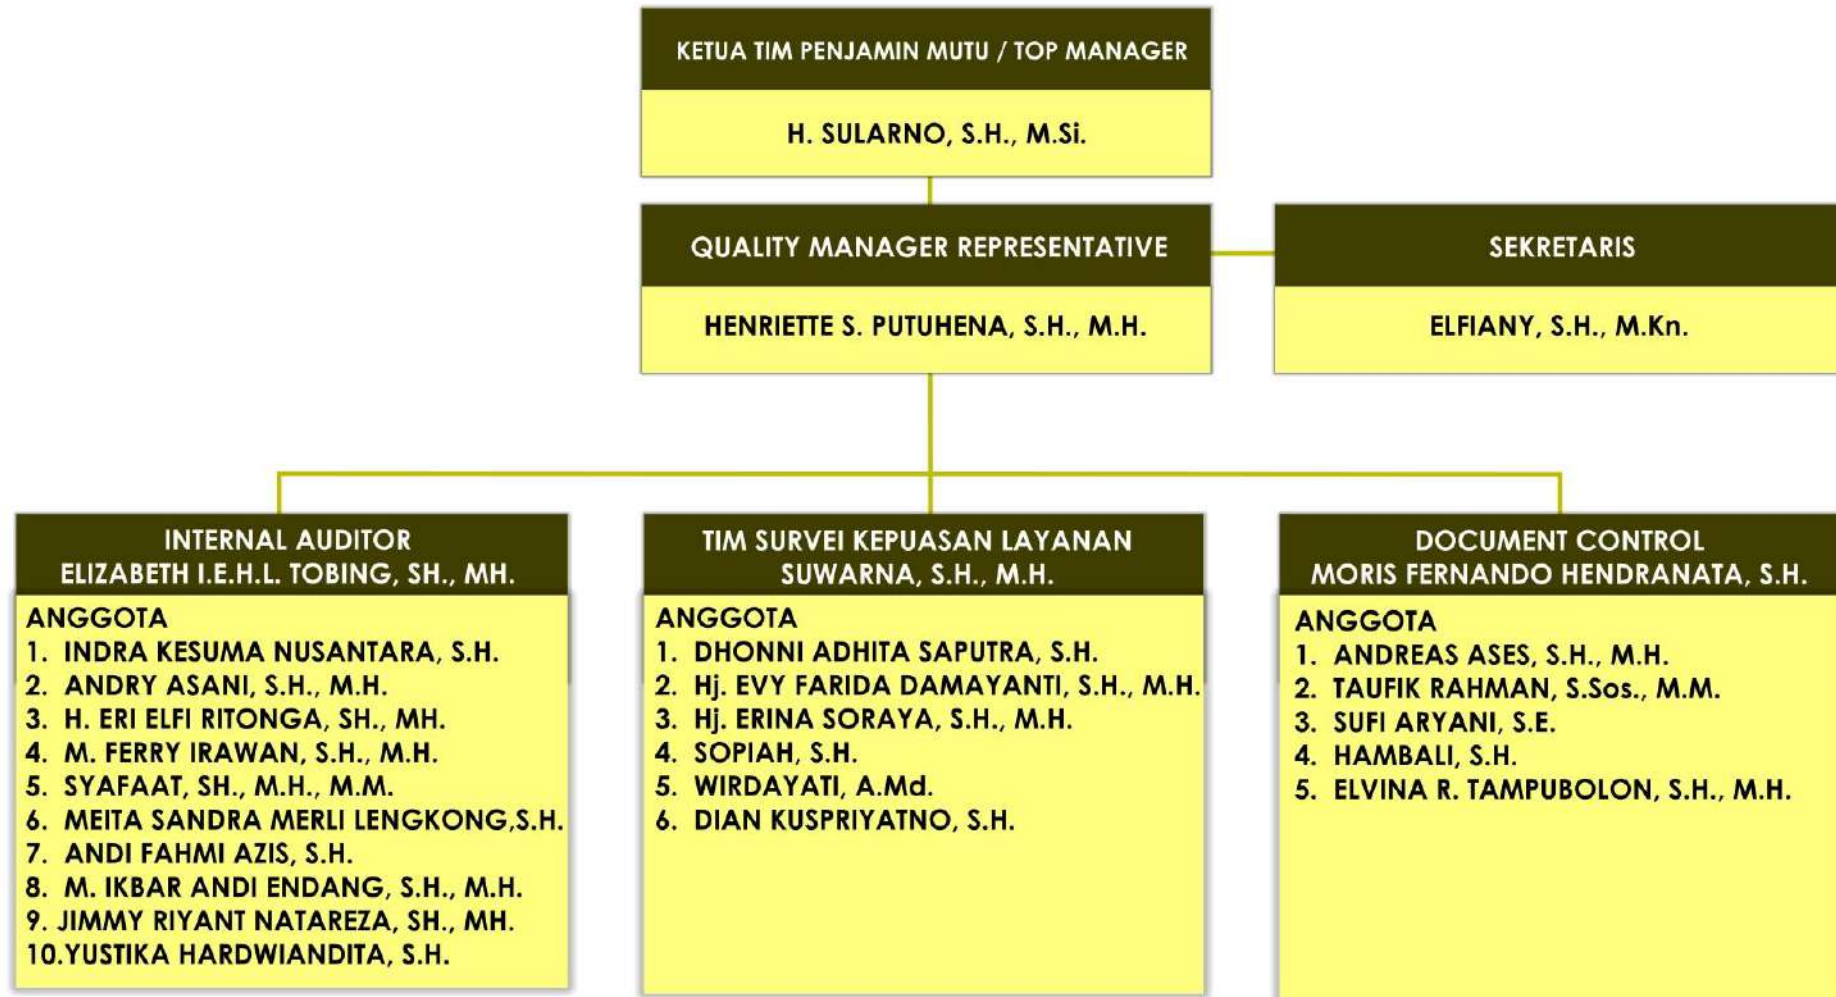 KETUA TIM PENJAMIN MUTU / TOP MANAGER
H. SULARNO, S.H., M.Si.
QUALITY MANAGER REPRESENTATIVE
HENRIETTE S. PUTUHENA, S.H., M.H.
SEKRETARIS
ELFIANY, S.H., M.Kn.
INTERNAL AUDITOR
ELIZABETH I.E.H.L. TOBING, SH., MH.
ANGGOTA
1. INDRA KESUMA NUSANTARA, S.H.
2. ANDRY ASANI, S.H., M.H.
3. H. ERI ELFI RITONGA, SH., MH.
4. M. FERRY IRAWAN, S.H., M.H.
5. SYAFAAT, SH., M.H., M.M.
6. MEITA SANDRA MERLI LENGKONG,S.H.
7. ANDI FAHMI AZIS, S.H.
8. M. IKBAR ANDI ENDANG, S.H., M.H.
9. JIMMY RIYANT NATAREZA, SH., MH.
10.YUSTIKA HARDWIANDITA, S.H.
TIM SURVEI KEPUASAN LAYANAN
SUWARNA, S.H., M.H.
ANGGOTA
1. DHONNI ADHITA SAPUTRA, S.H.
2. Hj. EVY FARIDA DAMAYANTI, S.H., M.H.
3. Hj. ERINA SORAYA, S.H., M.H.
4. SOPIAH, S.H.
5. WIRDAYATI, A.Md.
6. DIAN KUSPRIYATNO, S.H.
DOCUMENT CONTROL
MORIS FERNANDO HENDRANATA, S.H.
ANGGOTA
1. ANDREAS ASES, S.H., M.H.
2. TAUFIK RAHMAN, S.Sos., M.M.
3. SUFI ARYANI, S.E.
4. HAMBALI, S.H.
5. ELVINA R. TAMPUBOLON, S.H., M.H.